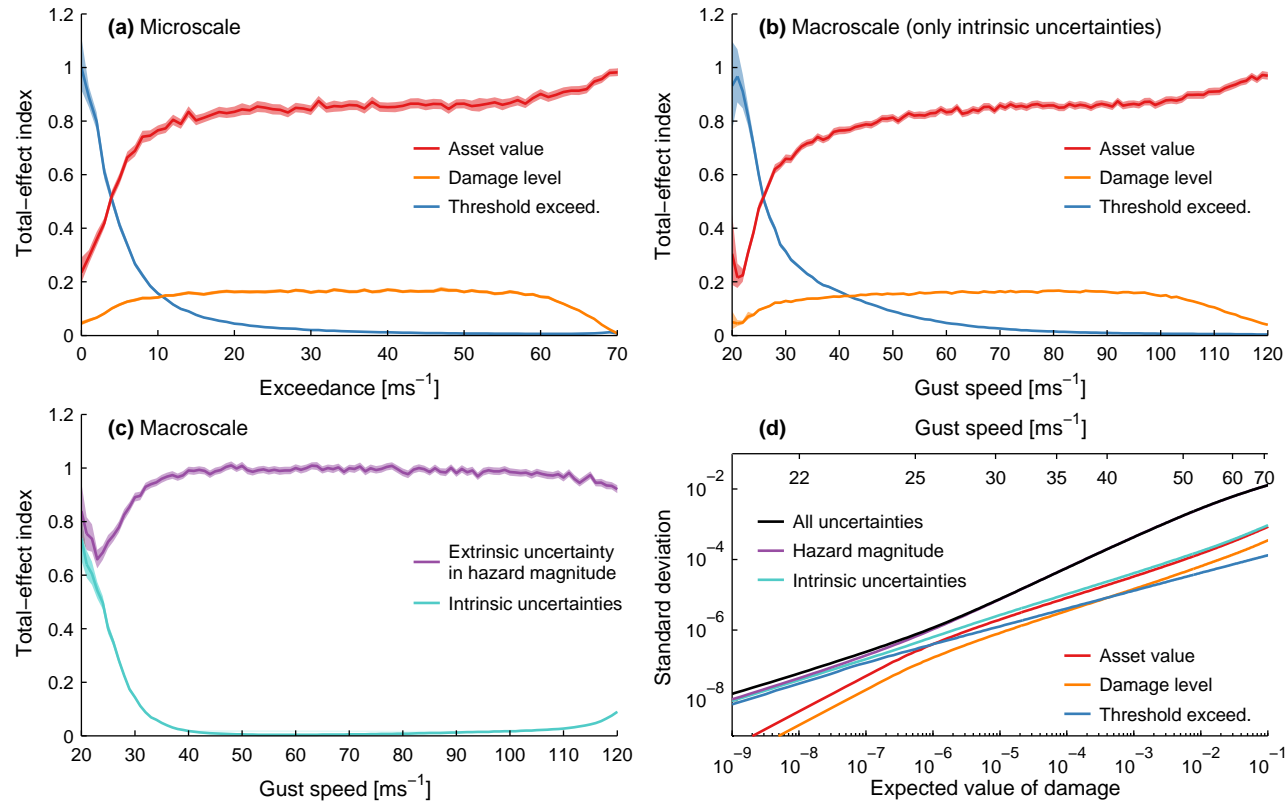 (a) Microscale
Total−effect index
1.2
1
0.8
0.6
0.4
0.2
0
Asset value
Damage level
Threshold exceed.
0 10 20 30 40 50 60 70
Exceedance [ms−1]
(b) Macroscale (only intrinsic uncertainties)
Total−effect index
1.2
1
0.8
0.6
0.4
0.2
0
Asset value
Damage level
Threshold exceed.
20 30 40 50 60 70 80 90 100 110 120
Gust speed [ms−1]
(c) Macroscale
Total−effect index
1.2
1
0.8
0.6
0.4
0.2
0
Extrinsic uncertainty
in hazard magnitude
Intrinsic uncertainties
20 30 40 50 60 70 80 90 100 110 120
Gust speed [ms−1]
(d)
Gust speed [ms−1]
22 25 30 35 40 50 60 70
Standard deviation
10−2
10−4
10−6
10−8
All uncertainties
Hazard magnitude
Intrinsic uncertainties
Asset value
Damage level
Threshold exceed.
10−9 10−8 10−7 10−6 10−5 10−4 10−3 10−2 10−1
Expected value of damage